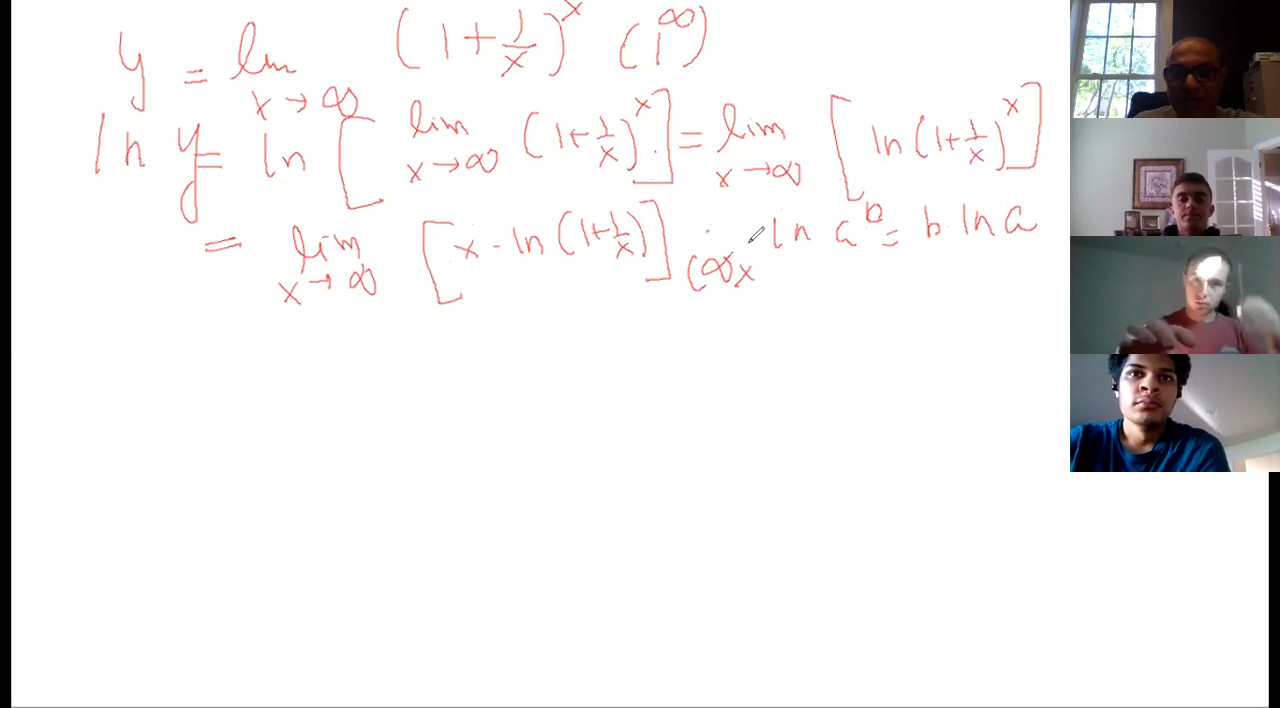 y = lim x→∞ (1+1/x)^x (1^∞)
ln y = ln [ lim x→∞ (1+1/x)^x ] = lim x→∞ [ ln (1+1/x)^x ]
= lim x→∞ [ x · ln (1+1/x) ] (∞x ln a^b = b ln a